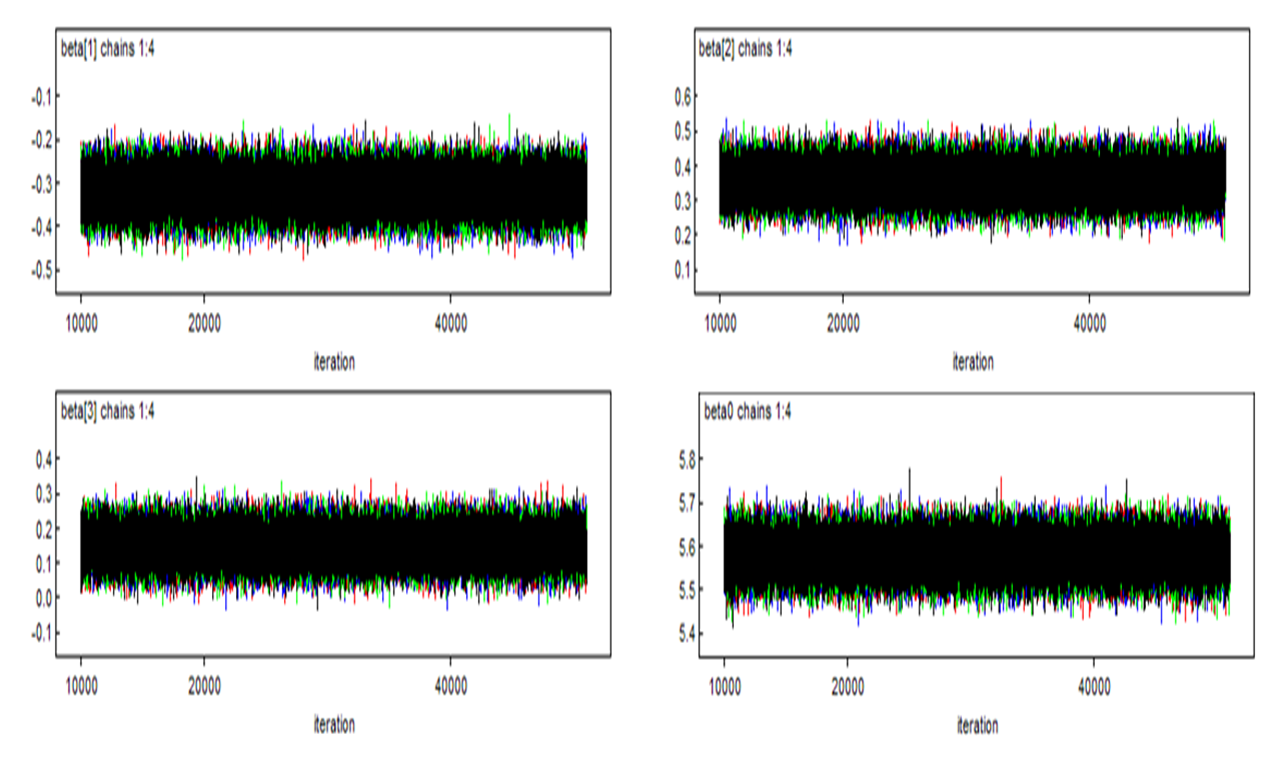 beta[1] chains 1:4
-0.1
-0.2
-0.3
-0.4
-0.5
10000 20000 40000
iteration
beta[2] chains 1:4
0.6
0.5
0.4
0.3
0.2
0.1
10000 20000 40000
iteration
beta[3] chains 1:4
0.4
0.3
0.2
0.1
0.0
-0.1
10000 20000 40000
iteration
beta0 chains 1:4
5.8
5.7
5.6
5.5
5.4
10000 20000 40000
iteration